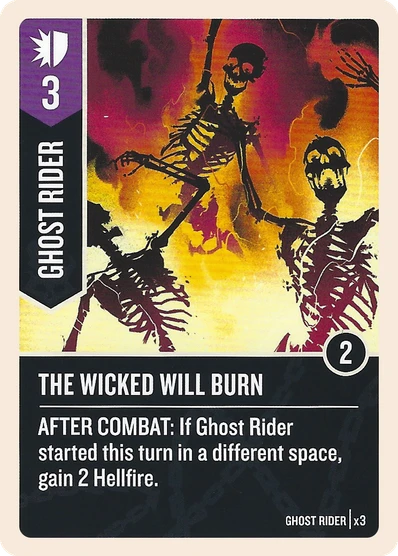 3
GHOST RIDER
2
THE WICKED WILL BURN
AFTER COMBAT: If Ghost Rider
started this turn in a different space,
gain 2 Hellfire.
GHOST RIDER | x3